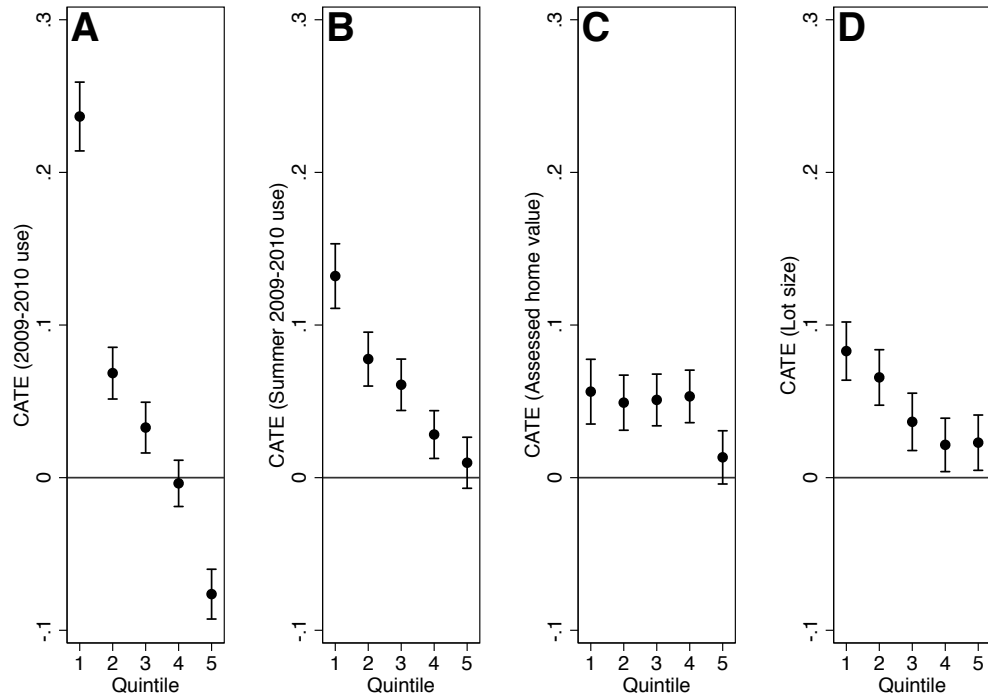 A
CATE (2009-2010 use)
.3
.2
.1
0
-.1
1 2 3 4 5
Quintile
B
CATE (Summer 2009-2010 use)
.3
.2
.1
0
-.1
1 2 3 4 5
Quintile
C
CATE (Assessed home value)
.3
.2
.1
0
-.1
1 2 3 4 5
Quintile
D
CATE (Lot size)
.3
.2
.1
0
-.1
1 2 3 4 5
Quintile